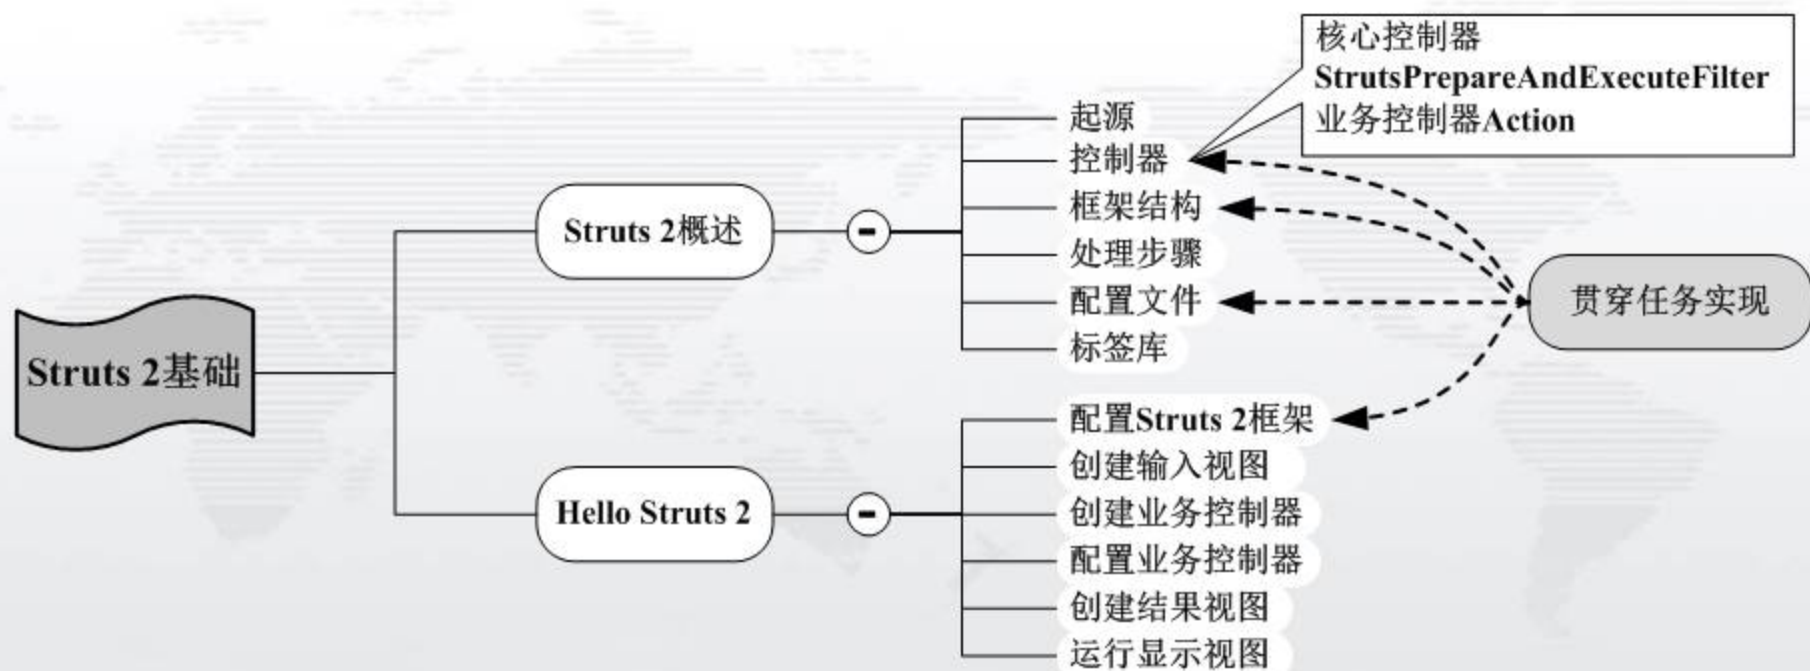 核心控制器
StrutsPrepareAndExecuteFilter
业务控制器Action
起源
控制器
框架结构
处理步骤
配置文件
标签库
Struts 2概述
贯穿任务实现
Struts 2基础
配置Struts 2框架
创建输入视图
创建业务控制器
配置业务控制器
创建结果视图
运行显示视图
Hello Struts 2